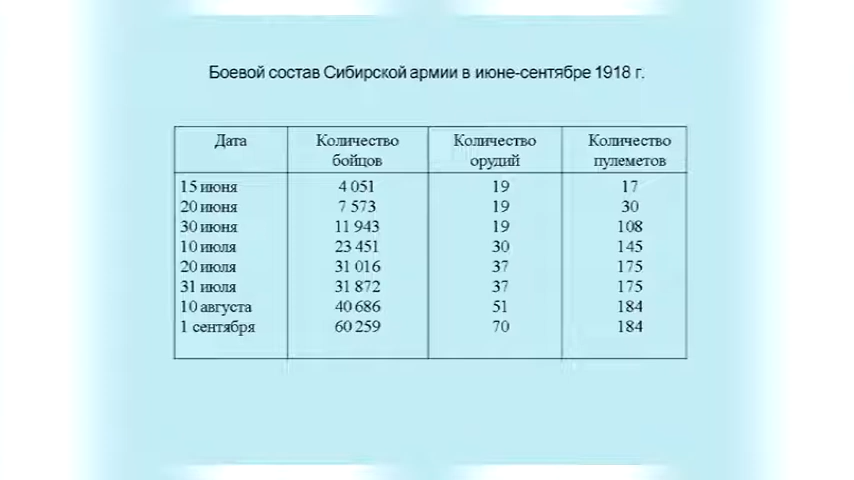 Боевой состав Сибирской армии в июне-сентябре 1918 г.
Дата Количество бойцов Количество орудий Количество пулеметов
15 июня 4 051 19 17
20 июня 7 573 19 30
30 июня 11 943 19 108
10 июля 23 451 30 145
20 июля 31 016 37 175
31 июля 31 872 37 175
10 августа 40 686 51 184
1 сентября 60 259 70 184